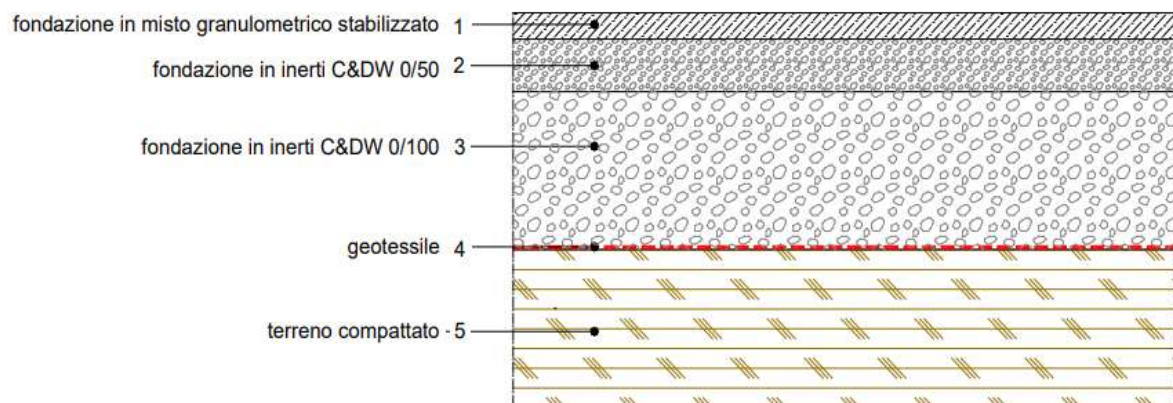 fondazione in misto granulometrico stabilizzato 1
fondazione in inerti C&DW 0/50 2
fondazione in inerti C&DW 0/100 3
geotessile 4
terreno compattato - 5